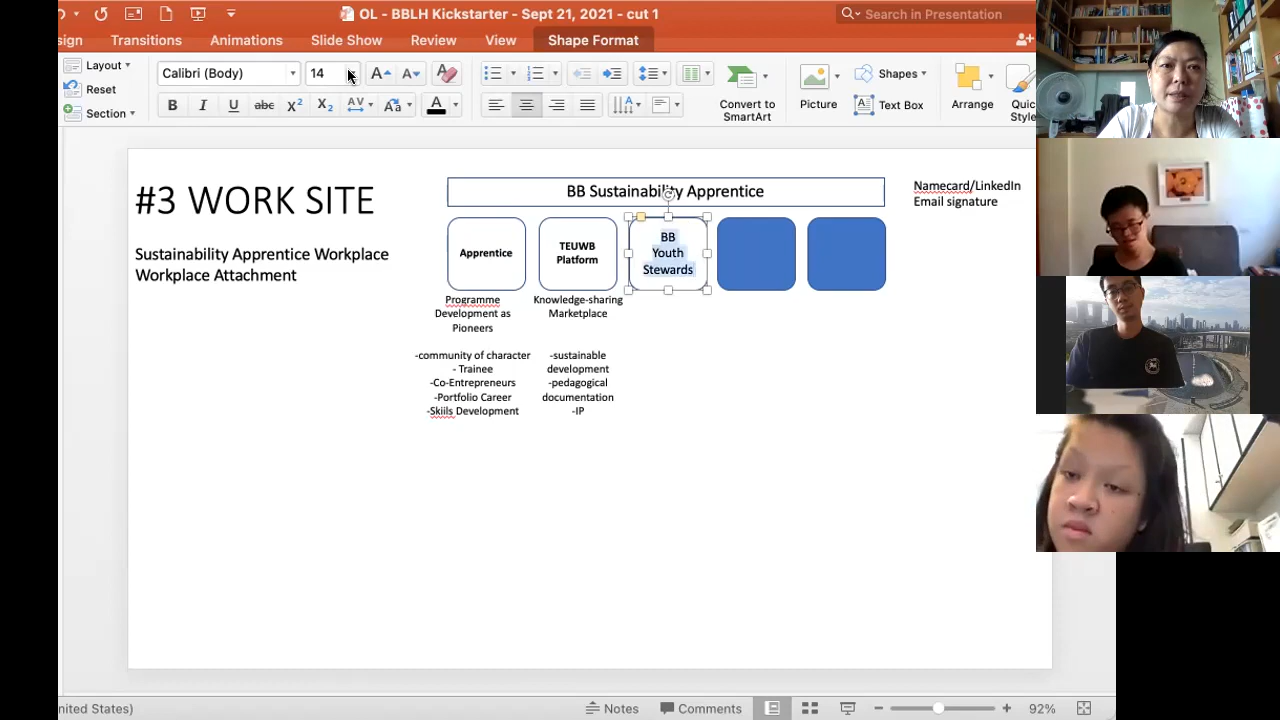 OL - BBLH Kickstarter - Sept 21, 2021 - cut 1
Search in Presentation
sign Transitions Animations Slide Show Review View Shape Format
Layout
Reset
Section
Calibri (Body) 14
Convert to
SmartArt
Picture
Shapes
Text Box
Arrange
Quic
Style
#3 WORK SITE
Sustainability Apprentice Workplace
Workplace Attachment
BB Sustainability Apprentice
Apprentice
TEUWB
Platform
BB
Youth
Stewards
Namecard/LinkedIn
Email signature
Programme
Development as
Pioneers
-community of character
- Trainee
-Co-Entrepreneurs
-Portfolio Career
-Skiils Development
Knowledge-sharing
Marketplace
-sustainable
development
-pedagogical
documentation
-IP
nited States)
Notes
Comments
92%